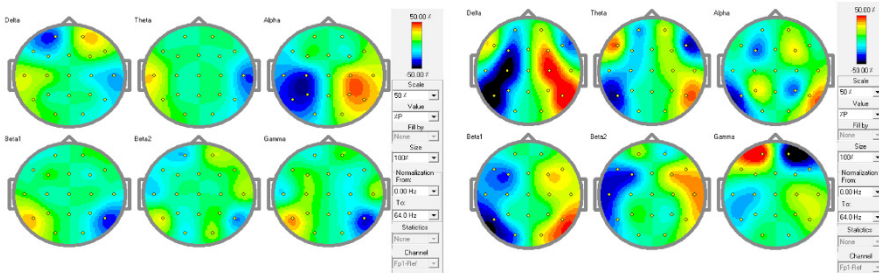 Delta
Theta
Alpha
50.00 %
-50.00 %
Scale
50 %
Value
%P
Fill by
None
Size
100%
Normalization
From:
0.00 Hz
To:
64.0 Hz
Statistics
None
Channel
Fp1-Ref
Beta1
Beta2
Gamma
Delta
Theta
Alpha
50.00 %
-50.00 %
Scale
50 %
Value
%P
Fill by
None
Size
100%
Normalization
From:
0.00 Hz
To:
64.0 Hz
Statistics
None
Channel
Fp1-Ref
Beta1
Beta2
Gamma